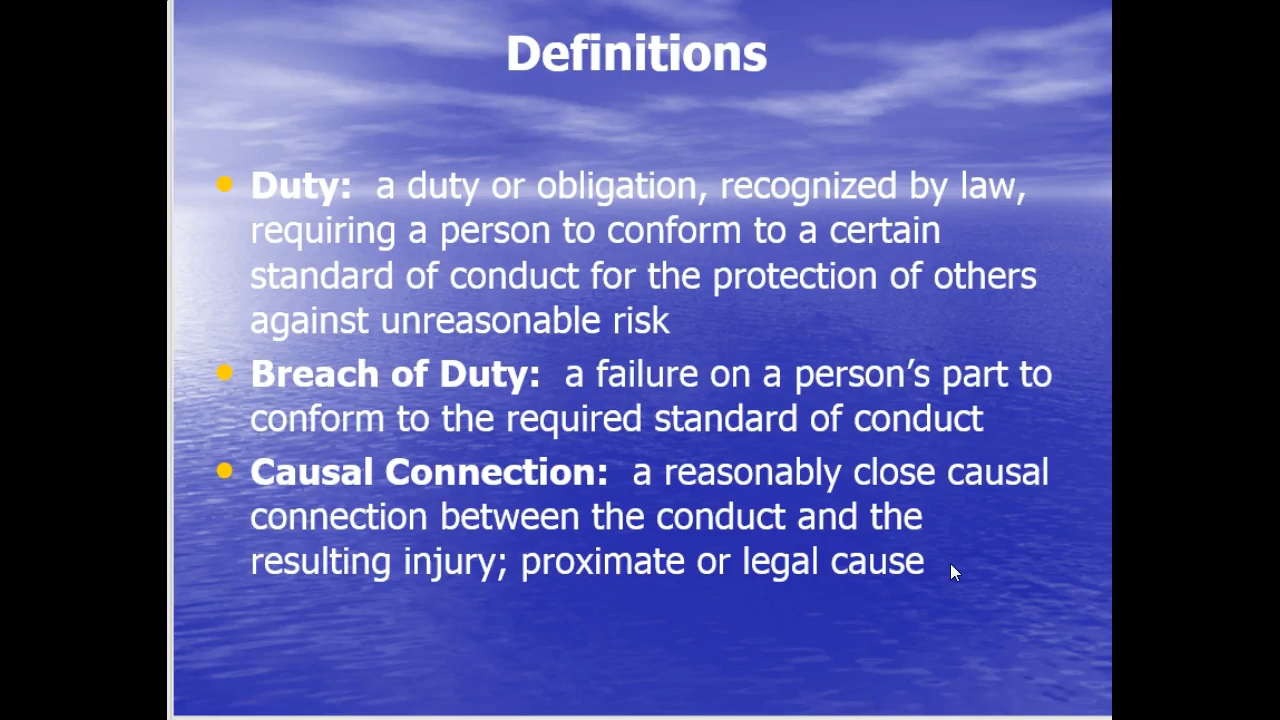 Definitions
Duty: a duty or obligation, recognized by law,
requiring a person to conform to a certain
standard of conduct for the protection of others
against unreasonable risk
Breach of Duty: a failure on a person’s part to
conform to the required standard of conduct
Causal Connection: a reasonably close causal
connection between the conduct and the
resulting injury; proximate or legal cause